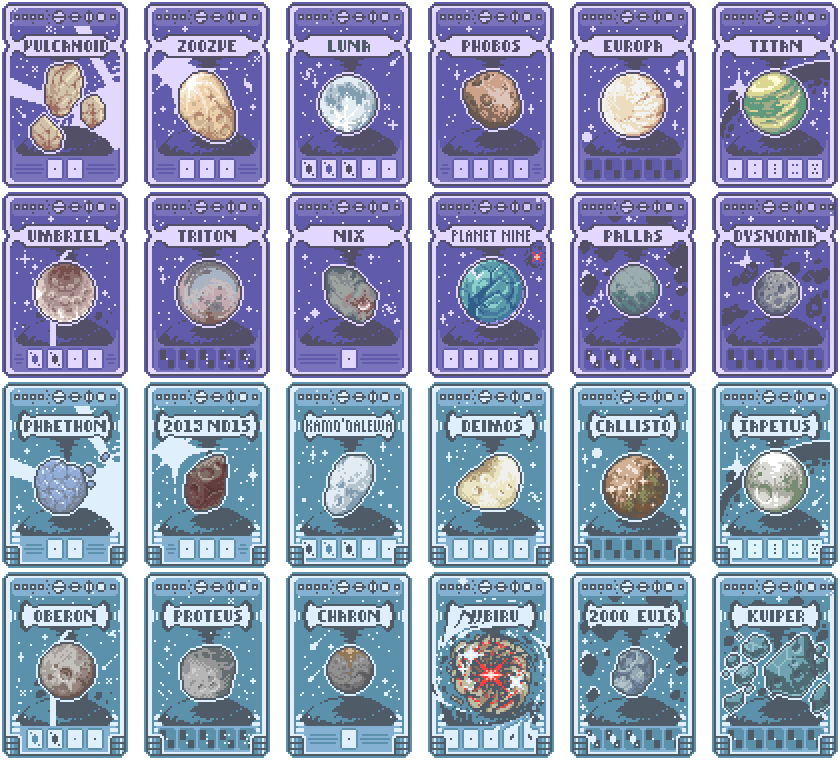 VULCANOID ZOOZVE LUNA PHOBOS EUROPA TITAN
UMBRIEL TRITON NIX PLANET NINE PALLAS DYSNOMIA
PHAETHON 2013 ND15 KAMO'OALEWA DEIMOS CALLISTO IAPETUS
OBERON PROTEUS CHARON NUBIRU 2000 EU16 KUIPER